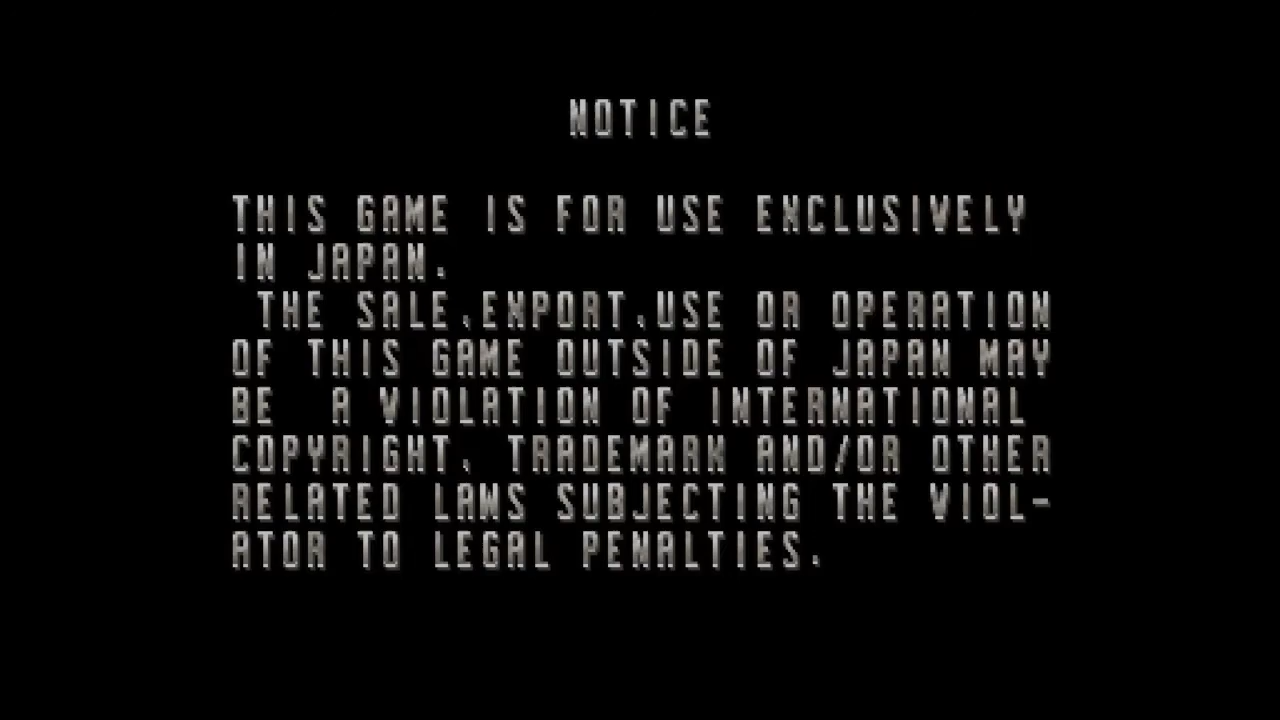 NOTICE
THIS GAME IS FOR USE EXCLUSIVELY
IN JAPAN.
THE SALE,EXPORT,USE OR OPERATION
OF THIS GAME OUTSIDE OF JAPAN MAY
BE  A VIOLATION OF INTERNATIONAL
COPYRIGHT, TRADEMARK AND/OR OTHER
RELATED LAWS SUBJECTING THE VIOL-
ATOR TO LEGAL PENALTIES.